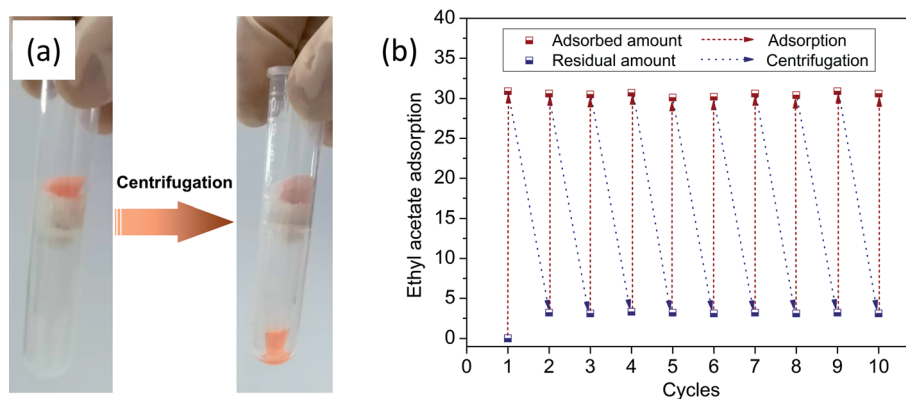 (a)
Centrifugation
(b)
Adsorbed amount
Adsorption
Residual amount
Centrifugation
Ethyl acetate adsorption
40
35
30
25
20
15
10
5
0
0 1 2 3 4 5 6 7 8 9 10
Cycles